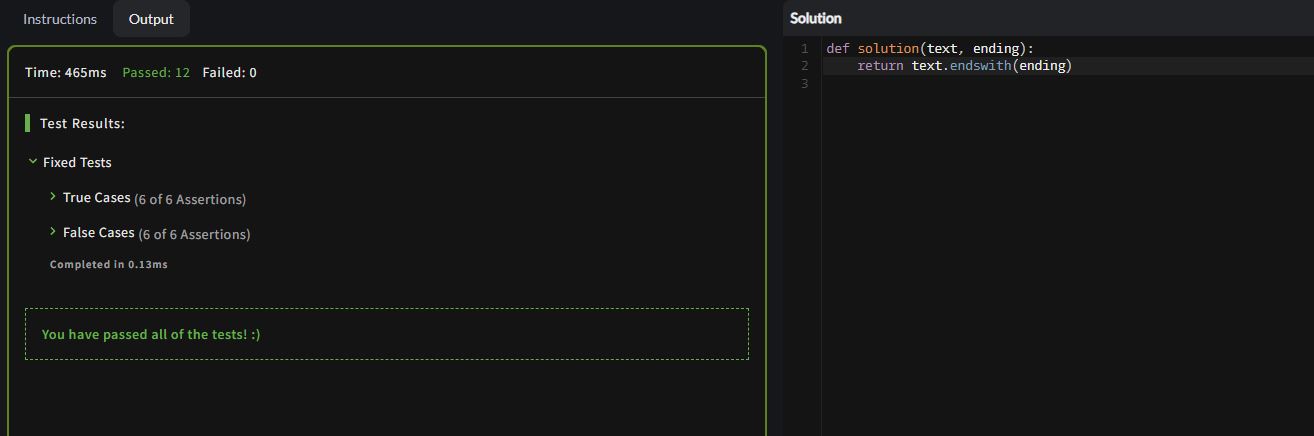 Instructions Output
Time: 465ms Passed: 12 Failed: 0
Test Results:
Fixed Tests
True Cases (6 of 6 Assertions)
False Cases (6 of 6 Assertions)
Completed in 0.13ms
You have passed all of the tests! :)
Solution
1 def solution(text, ending):
2     return text.endswith(ending)
3